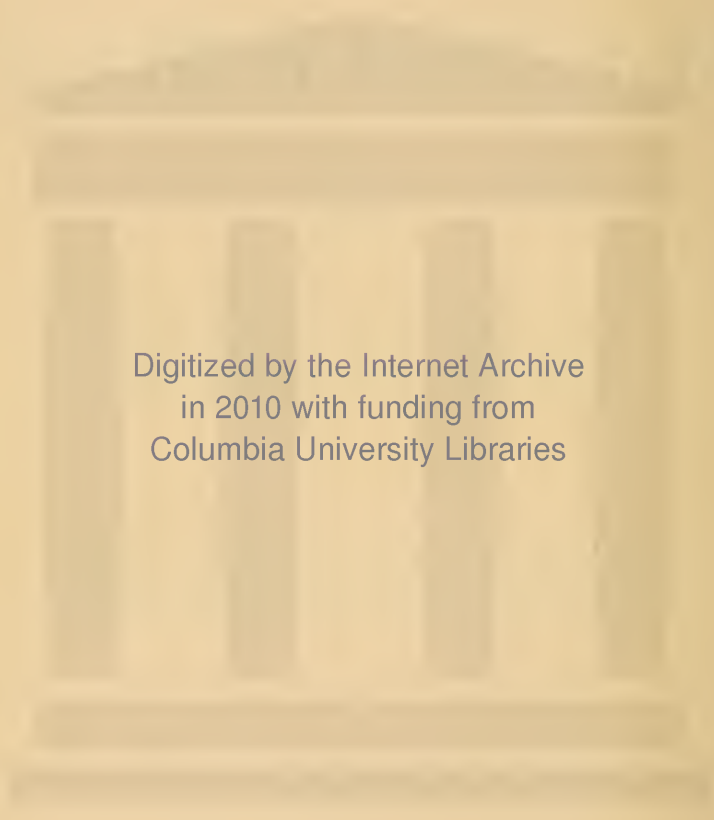 Digitized by the Internet Archive
in 2010 with funding from
Columbia University Libraries